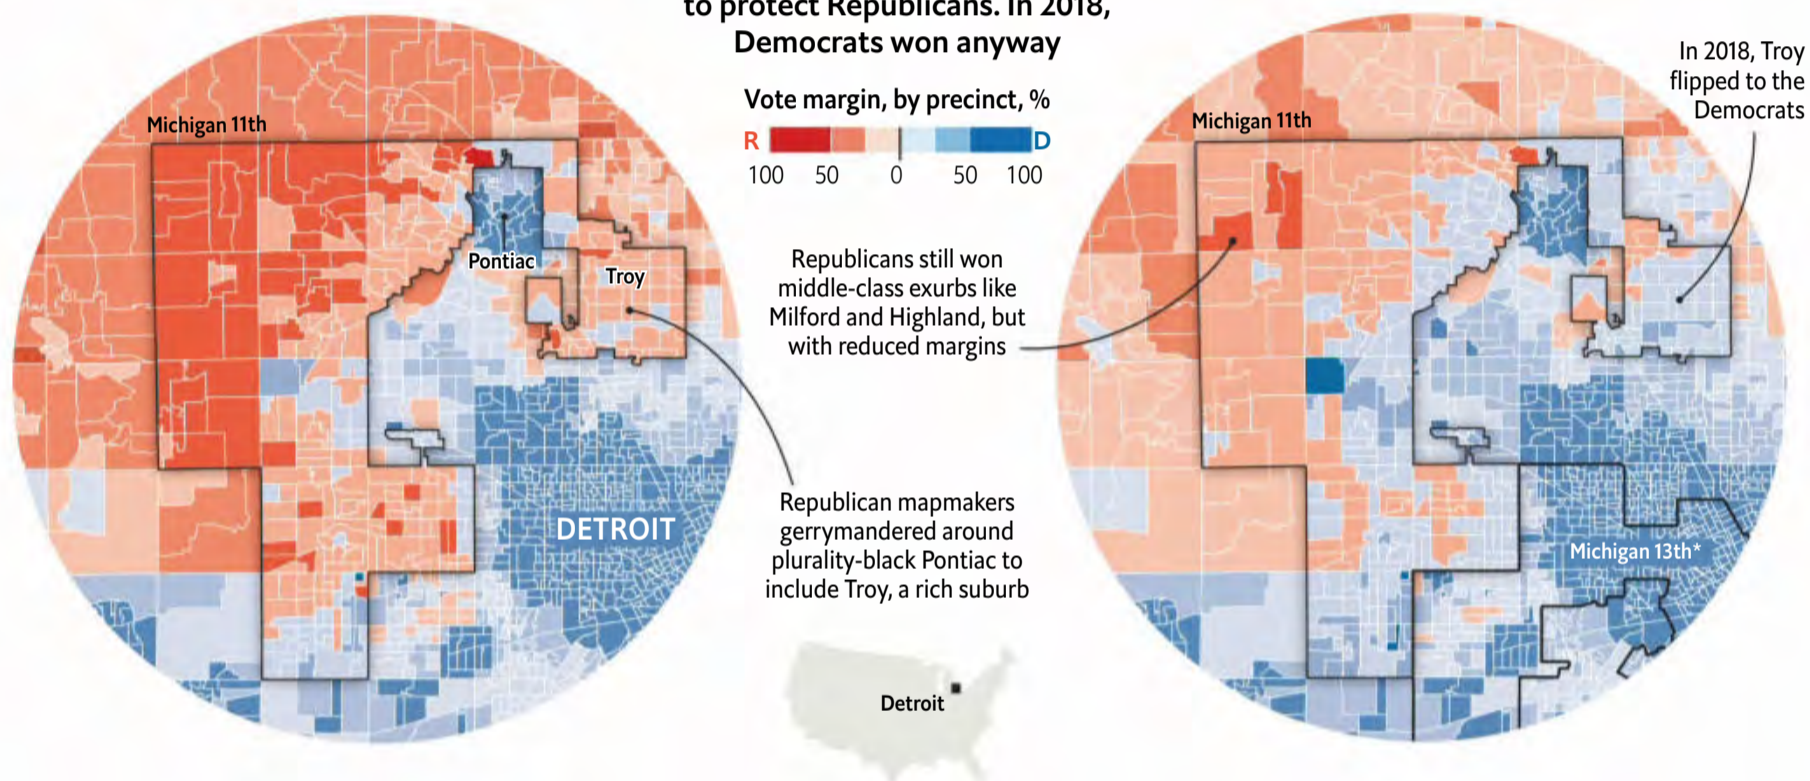 to protect Republicans. In 2018,
Democrats won anyway
Vote margin, by precinct, %
R D
100 50 0 50 100
Michigan 11th
Pontiac
Troy
DETROIT
Republicans still won
middle-class exurbs like
Milford and Highland, but
with reduced margins
Republican mapmakers
gerrymandered around
plurality-black Pontiac to
include Troy, a rich suburb
Detroit
Michigan 11th
In 2018, Troy
flipped to the
Democrats
Michigan 13th*